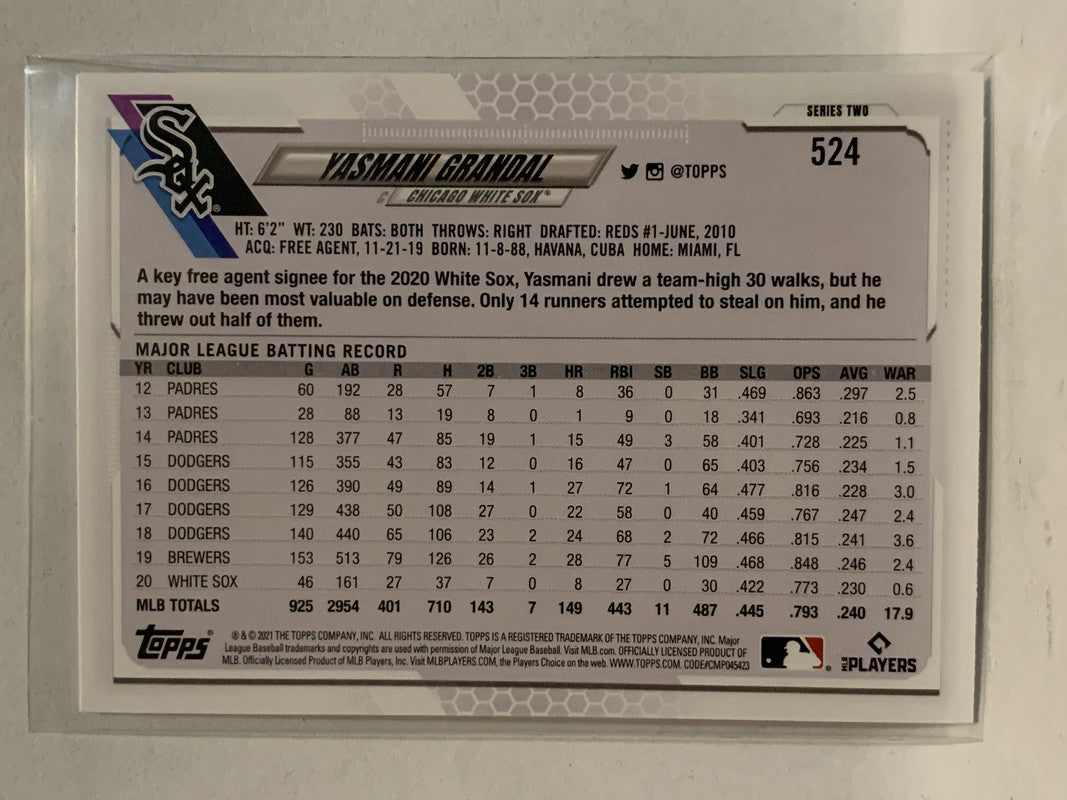 Sox®
SERIES TWO
524
YASMANI GRANDAL
@TOPPS
C CHICAGO WHITE SOX®
HT: 6'2" WT: 230 BATS: BOTH THROWS: RIGHT DRAFTED: REDS #1-JUNE, 2010
ACQ: FREE AGENT, 11-21-19 BORN: 11-8-88, HAVANA, CUBA HOME: MIAMI, FL
A key free agent signee for the 2020 White Sox, Yasmani drew a team-high 30 walks, but he
may have been most valuable on defense. Only 14 runners attempted to steal on him, and he
threw out half of them.
MAJOR LEAGUE BATTING RECORD
YR CLUB G AB R H 2B 3B HR RBI SB BB SLG OPS AVG WAR
12 PADRES 60 192 28 57 7 1 8 36 0 31 .469 .863 .297 2.5
13 PADRES 28 88 13 19 8 0 1 9 0 18 .341 .693 .216 0.8
14 PADRES 128 377 47 85 19 1 15 49 3 58 .401 .728 .225 1.1
15 DODGERS 115 355 43 83 12 0 16 47 0 65 .403 .756 .234 1.5
16 DODGERS 126 390 49 89 14 1 27 72 1 64 .477 .816 .228 3.0
17 DODGERS 129 438 50 108 27 0 22 58 0 40 .459 .767 .247 2.4
18 DODGERS 140 440 65 106 23 2 24 68 2 72 .466 .815 .241 3.6
19 BREWERS 153 513 79 126 26 2 28 77 5 109 .468 .848 .246 2.4
20 WHITE SOX 46 161 27 37 7 0 8 27 0 30 .422 .773 .230 0.6
MLB TOTALS 925 2954 401 710 143 7 149 443 11 487 .445 .793 .240 17.9
Topps®
® & © 2021 THE TOPPS COMPANY, INC. ALL RIGHTS RESERVED. TOPPS IS A REGISTERED TRADEMARK OF THE TOPPS COMPANY, INC. Major
League Baseball trademarks and copyrights are used with permission of Major League Baseball. Visit MLB.com. OFFICIALLY LICENSED PRODUCT OF
MLB. Officially Licensed Product of MLB Players, Inc. Visit MLBPLAYERS.COM, the Players Choice on the web. WWW.TOPPS.COM. CODE#CMP045423
MLB PLAYERS